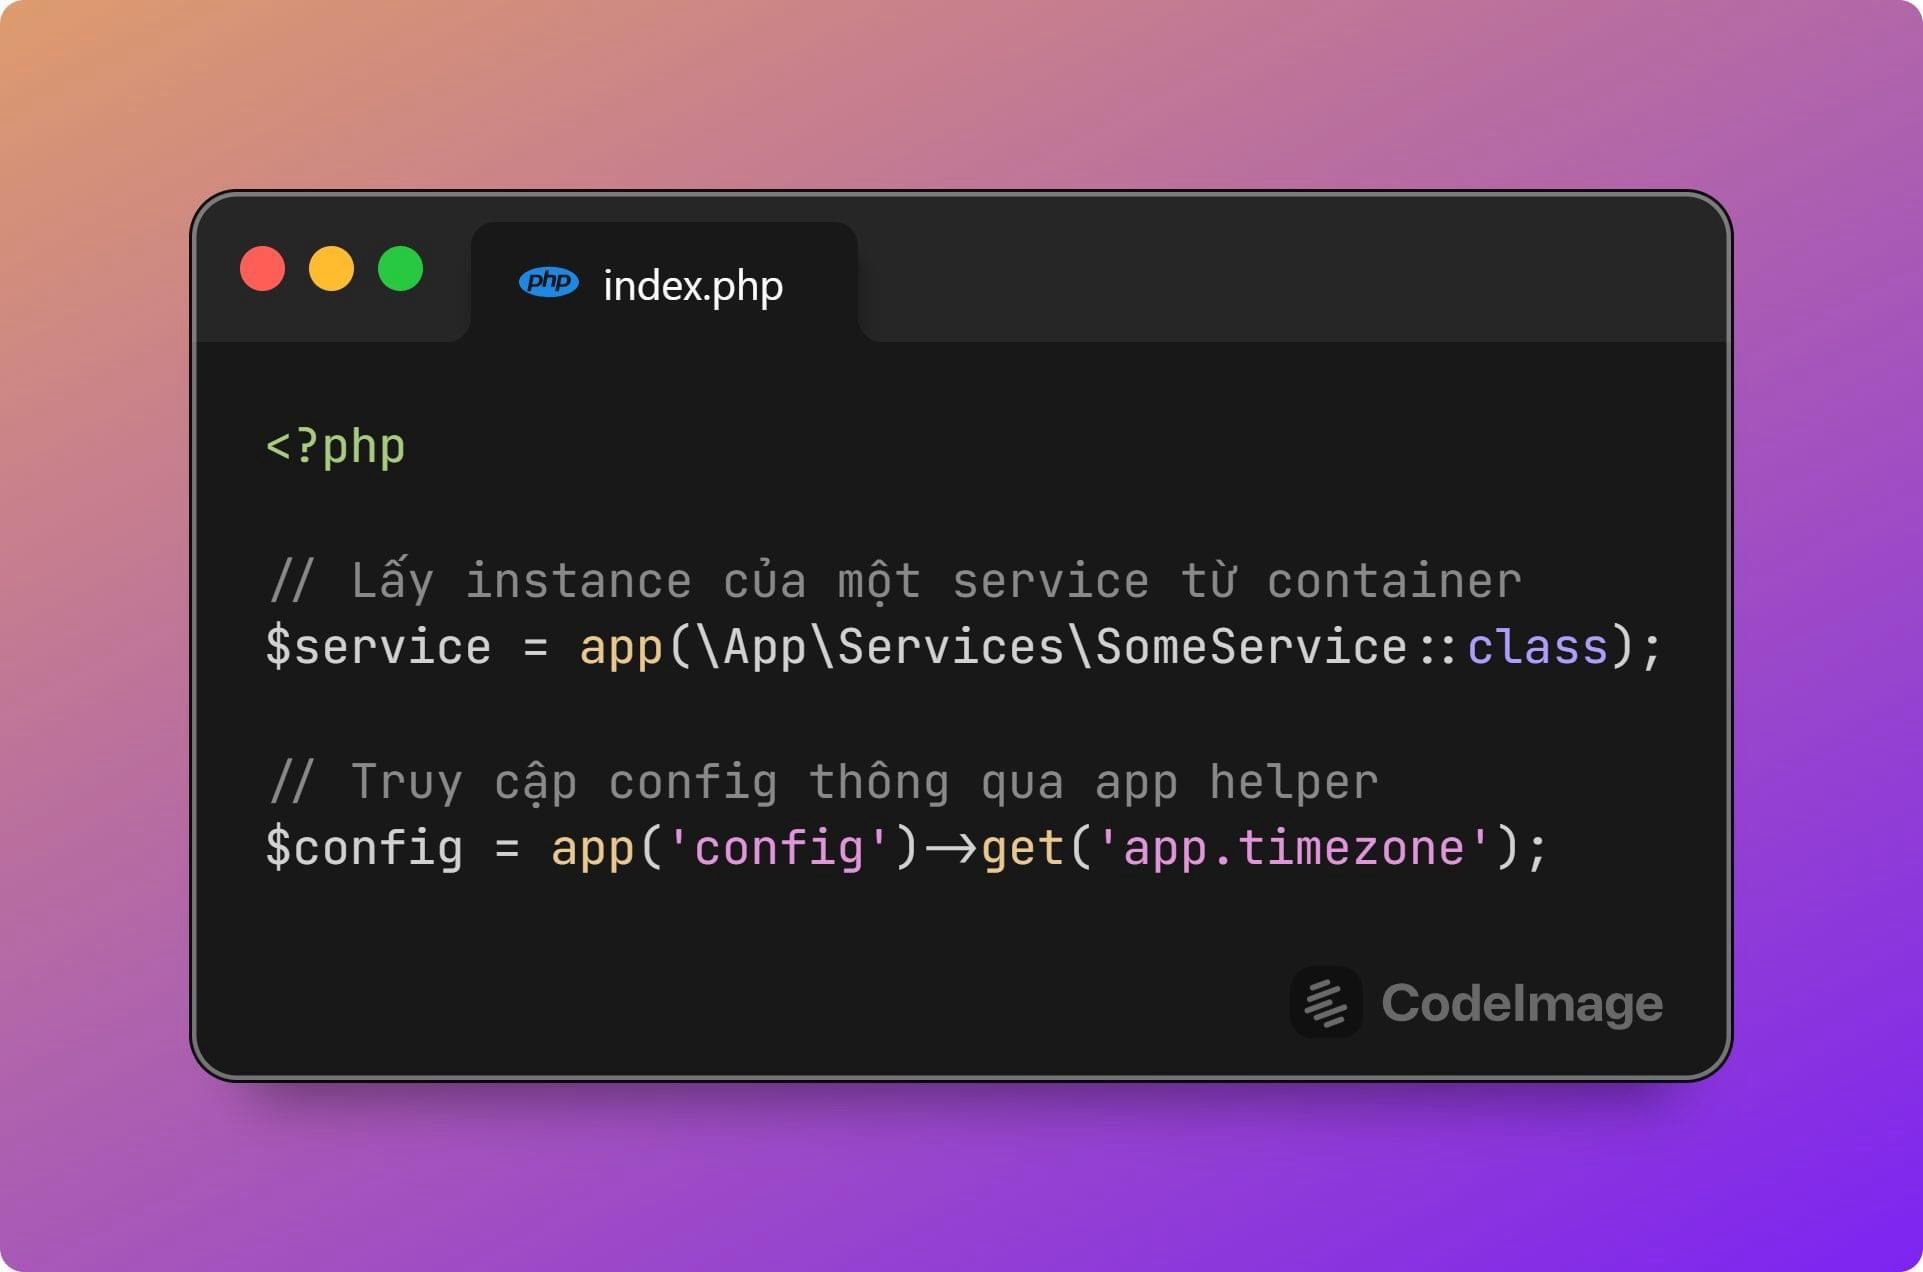 php index.php
<?php
// Lấy instance của một service từ container
$service = app(\App\Services\SomeService::class);
// Truy cập config thông qua app helper
$config = app('config')->get('app.timezone');
CodeImage